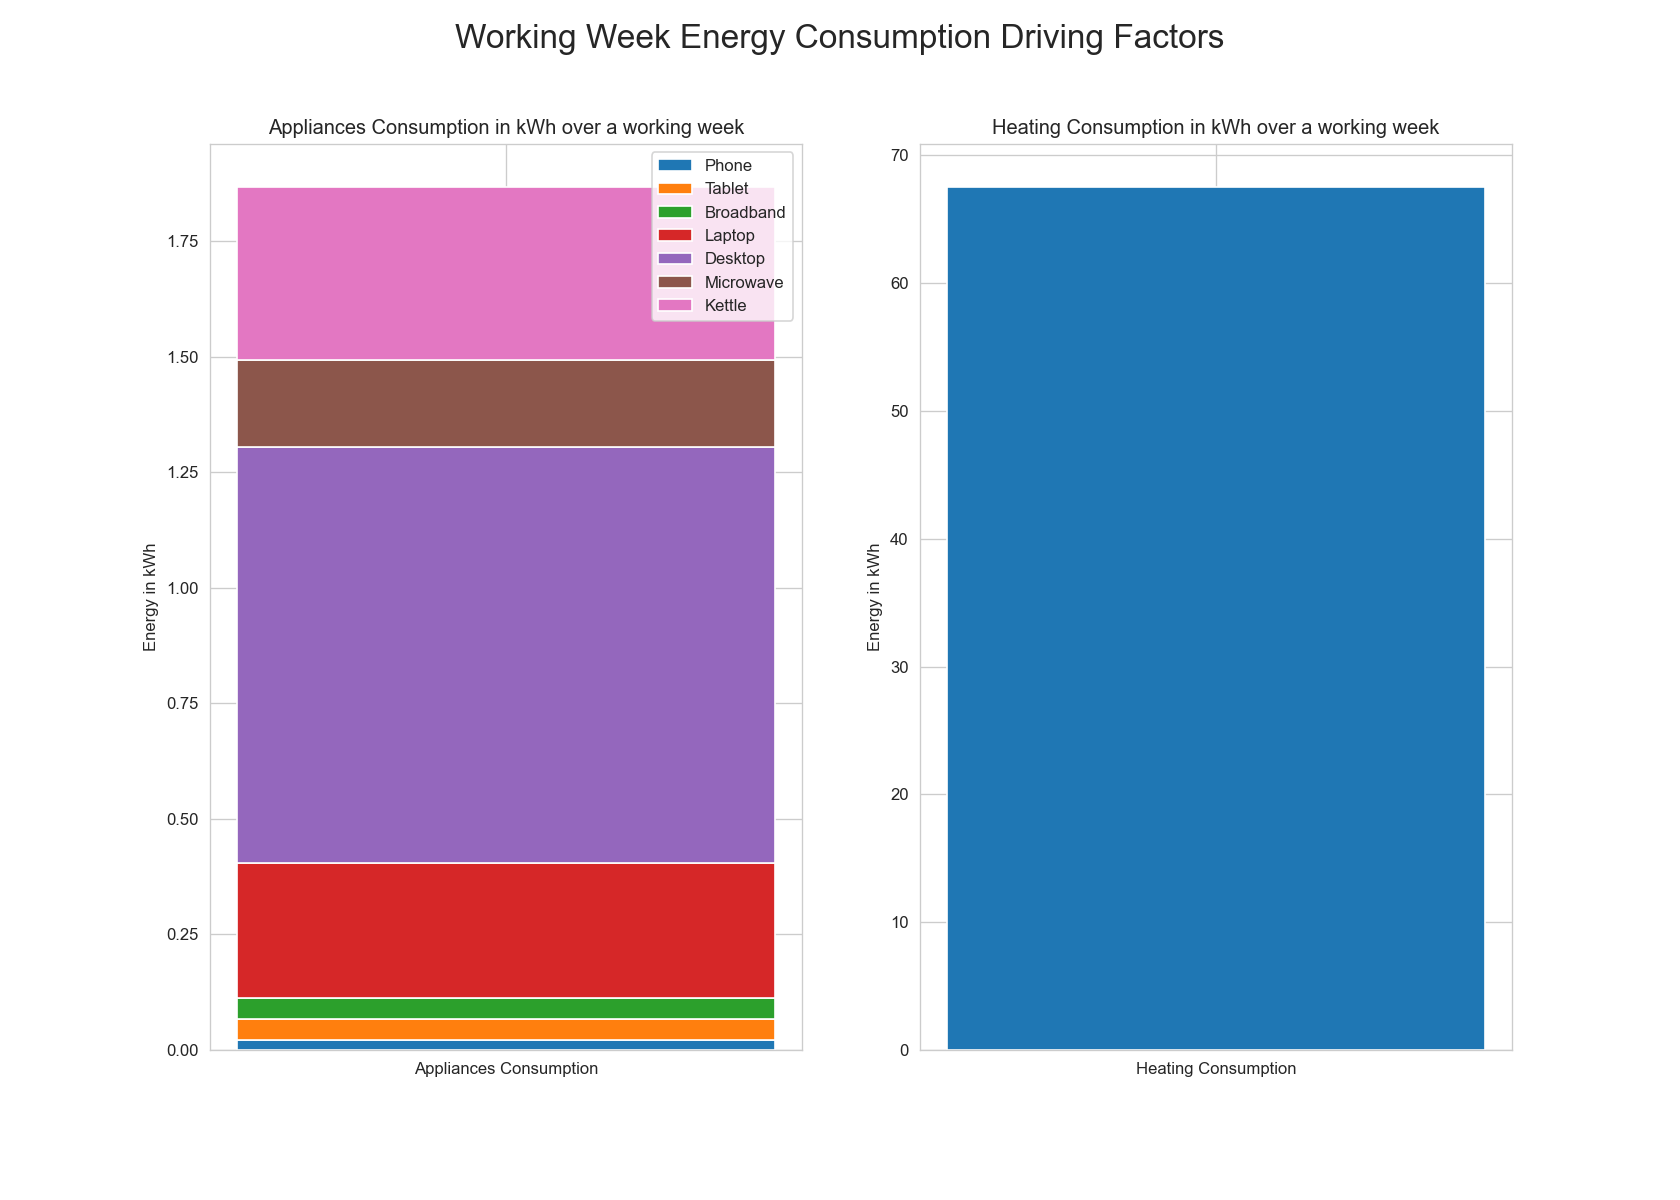 Working Week Energy Consumption Driving Factors
Appliances Consumption in kWh over a working week
Phone
Tablet
Broadband
Laptop
Desktop
Microwave
Kettle
1.75
1.50
1.25
1.00
0.75
0.50
0.25
0.00
Energy in kWh
Appliances Consumption
Heating Consumption in kWh over a working week
70
60
50
40
30
20
10
0
Energy in kWh
Heating Consumption